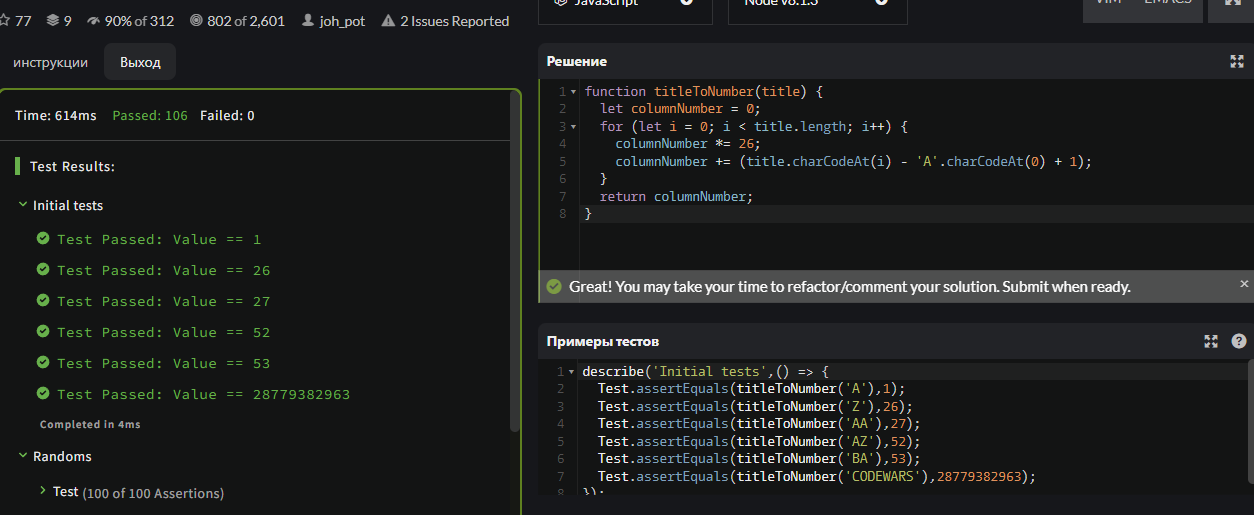 77 9 90% of 312 802 of 2,601 joh_pot 2 Issues Reported
инструкции Выход
Time: 614ms Passed: 106 Failed: 0
Test Results:
Initial tests
Test Passed: Value == 1
Test Passed: Value == 26
Test Passed: Value == 27
Test Passed: Value == 52
Test Passed: Value == 53
Test Passed: Value == 28779382963
Completed in 4ms
Randoms
Test (100 of 100 Assertions)
JavaScript Node v8.1.3 VIM EMACS
Решение
1 function titleToNumber(title) {
2 let columnNumber = 0;
3 for (let i = 0; i < title.length; i++) {
4 columnNumber *= 26;
5 columnNumber += (title.charCodeAt(i) - 'A'.charCodeAt(0) + 1);
6 }
7 return columnNumber;
8 }
Great! You may take your time to refactor/comment your solution. Submit when ready.
Примеры тестов
1 describe('Initial tests',() => {
2 Test.assertEquals(titleToNumber('A'),1);
3 Test.assertEquals(titleToNumber('Z'),26);
4 Test.assertEquals(titleToNumber('AA'),27);
5 Test.assertEquals(titleToNumber('AZ'),52);
6 Test.assertEquals(titleToNumber('BA'),53);
7 Test.assertEquals(titleToNumber('CODEWARS'),28779382963);
8 });